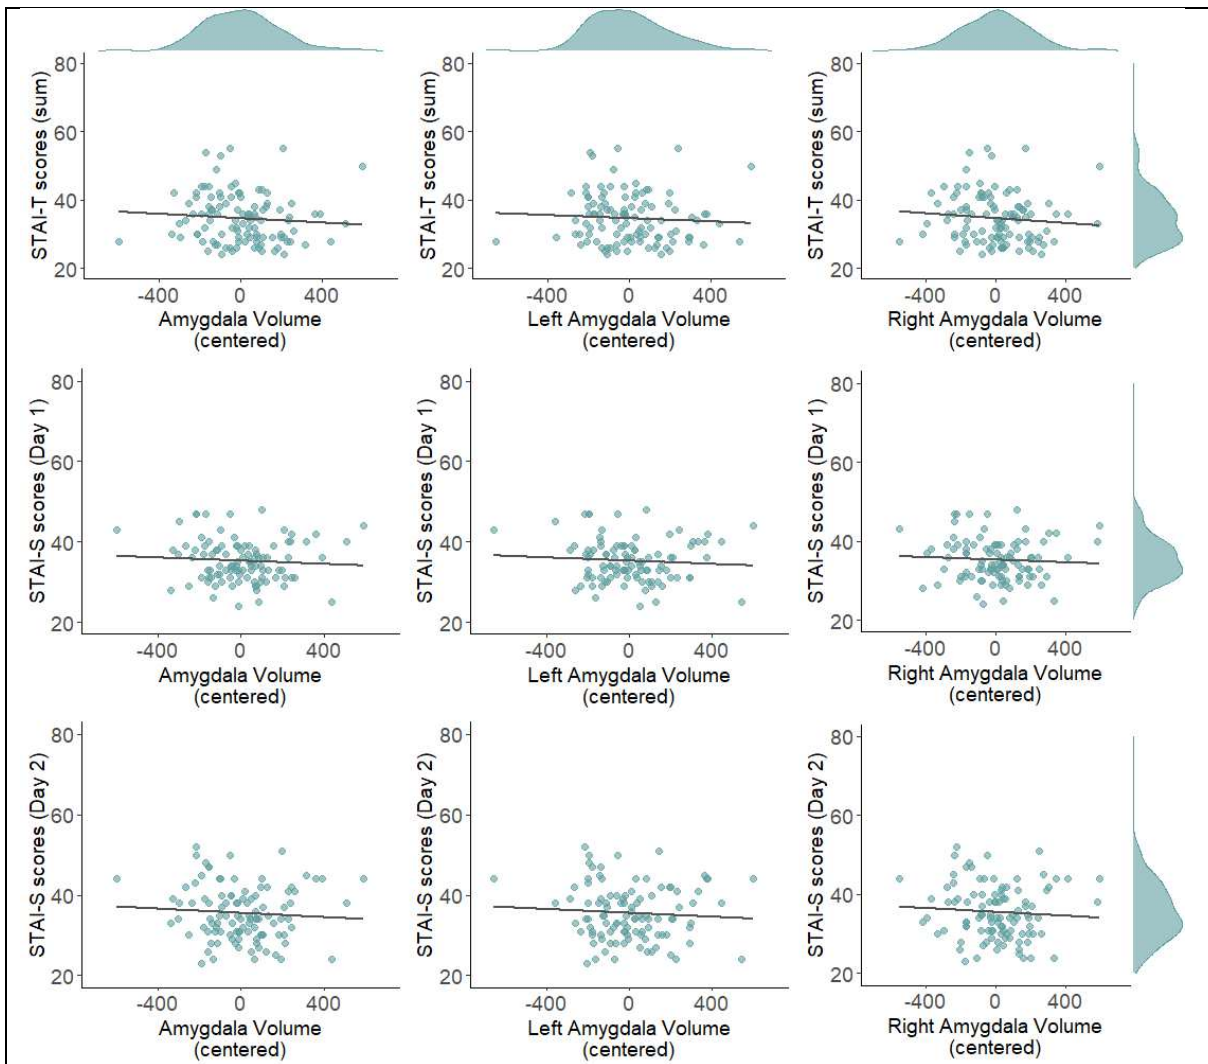 STAI-T scores (sum)
80
60
40
20
-400 0 400
Amygdala Volume
(centered)
STAI-T scores (sum)
80
60
40
20
-400 0 400
Left Amygdala Volume
(centered)
STAI-T scores (sum)
80
60
40
20
-400 0 400
Right Amygdala Volume
(centered)
STAI-S scores (Day 1)
80
60
40
20
-400 0 400
Amygdala Volume
(centered)
STAI-S scores (Day 1)
80
60
40
20
-400 0 400
Left Amygdala Volume
(centered)
STAI-S scores (Day 1)
80
60
40
20
-400 0 400
Right Amygdala Volume
(centered)
STAI-S scores (Day 2)
80
60
40
20
-400 0 400
Amygdala Volume
(centered)
STAI-S scores (Day 2)
80
60
40
20
-400 0 400
Left Amygdala Volume
(centered)
STAI-S scores (Day 2)
80
60
40
20
-400 0 400
Right Amygdala Volume
(centered)